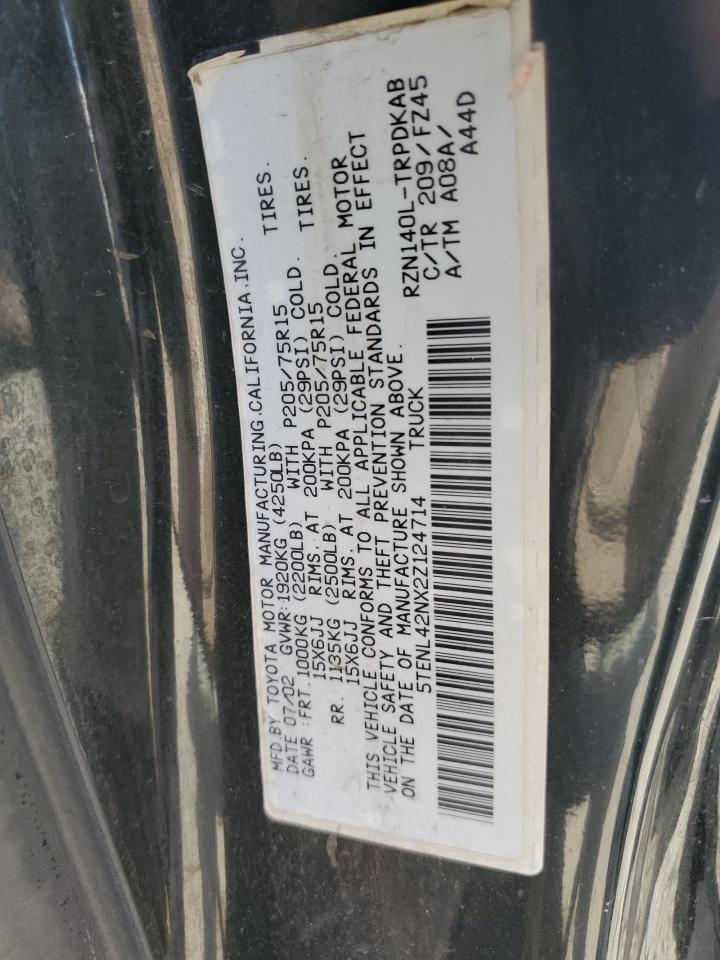 MFD.BY TOYOTA MOTOR MANUFACTURING.CALIFORNIA.INC.
DATE 07/02 GVWR:1920KG (4250LB)
GAWR :FRT.1000KG (2200LB) WITH P205/75R15 TIRES.
15X6JJ RIMS.AT 200KPA (29PSI) COLD.
RR. 1135KG (2500LB) WITH P205/75R15 TIRES.
15X6JJ RIMS.AT 200KPA (29PSI) COLD.
THIS VEHICLE CONFORMS TO ALL APPLICABLE FEDERAL MOTOR
VEHICLE SAFETY AND THEFT PREVENTION STANDARDS IN EFFECT
ON THE DATE OF MANUFACTURE SHOWN ABOVE.
5TENL42NX2Z124714 TRUCK
RZN140L-TRPDKAB
C/TR 209/FZ45
A/TM A08A/
A44D